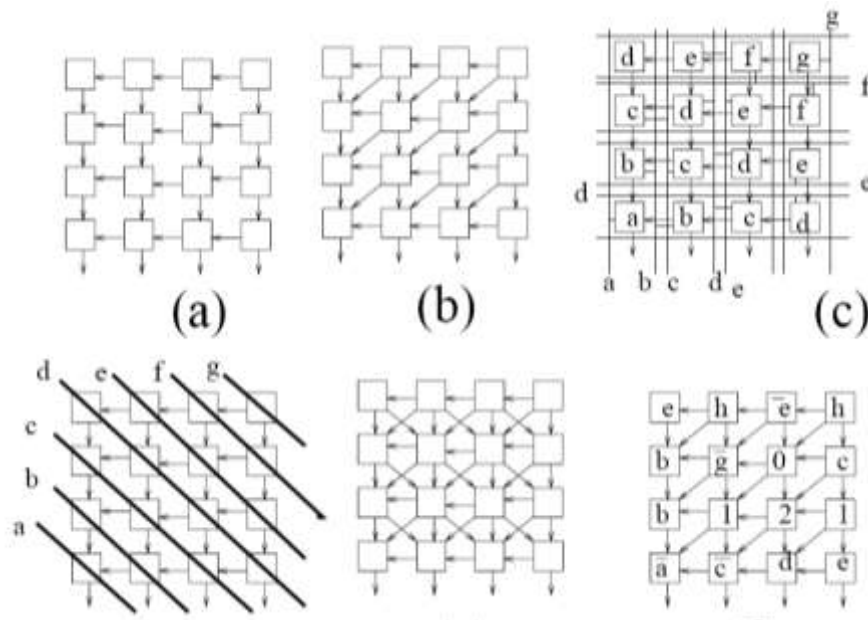 g
d e f g
f
c d e f
b c d e
d e
a b c d
a b c d e
(a) (b) (c)
d e f g
e h e̅ h
c
b g̅ 0 c
b
b 1 2 1
a
a c̅ d e